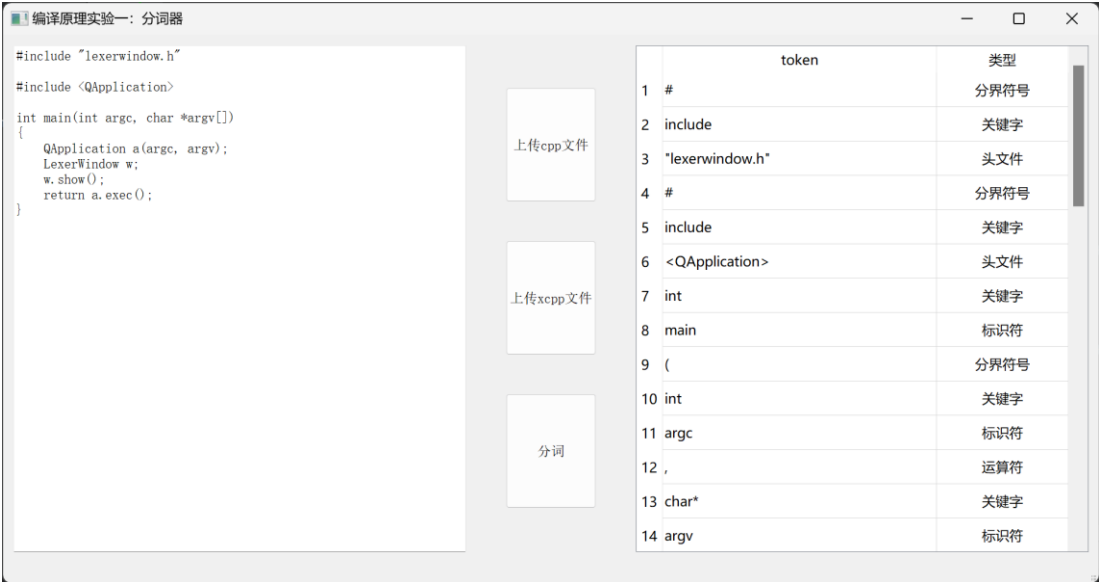 编译原理实验一：分词器
#include "lexerwindow.h"
#include <QApplication>
int main(int argc, char *argv[])
{
    QApplication a(argc, argv);
    LexerWindow w;
    w.show();
    return a.exec();
}
上传cpp文件
上传xcpp文件
分词
token 类型
1 # 分界符号
2 include 关键字
3 "lexerwindow.h" 头文件
4 # 分界符号
5 include 关键字
6 <QApplication> 头文件
7 int 关键字
8 main 标识符
9 ( 分界符号
10 int 关键字
11 argc 标识符
12 , 运算符
13 char* 关键字
14 argv 标识符